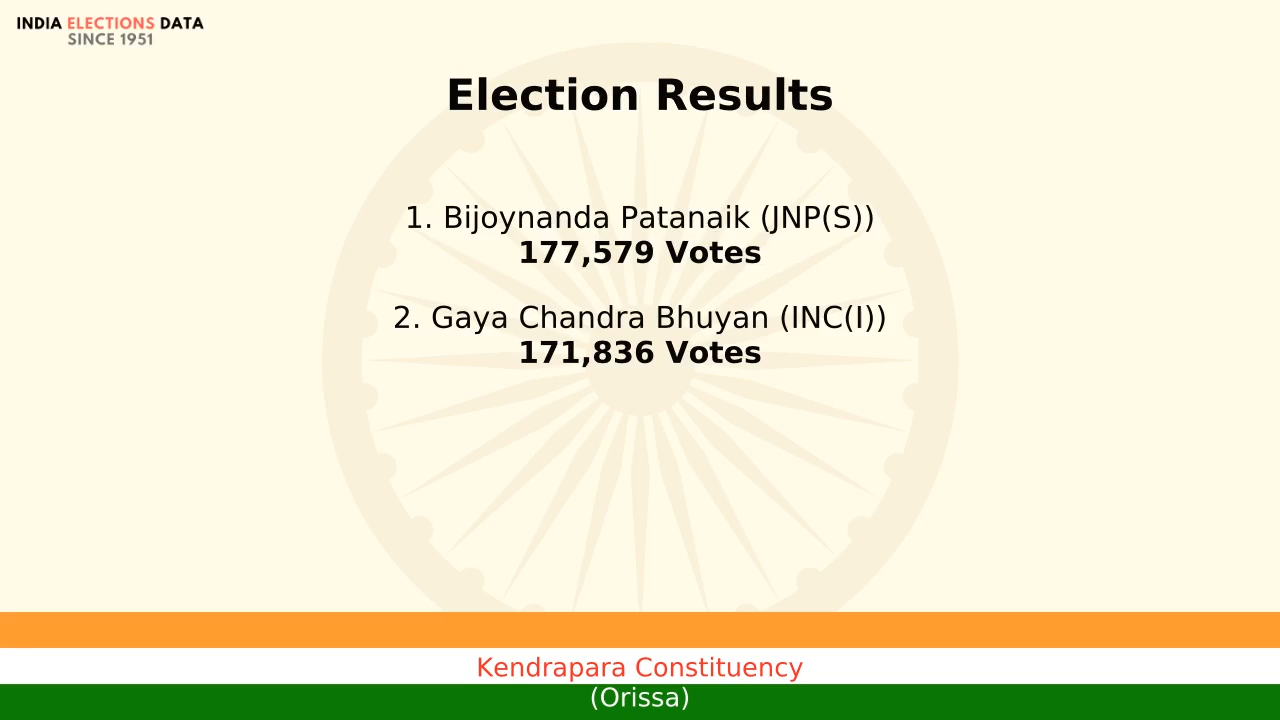 INDIA ELECTIONS DATA
SINCE 1951
Election Results
1. Bijoynanda Patanaik (JNP(S))
177,579 Votes
2. Gaya Chandra Bhuyan (INC(I))
171,836 Votes
Kendrapara Constituency
(Orissa)